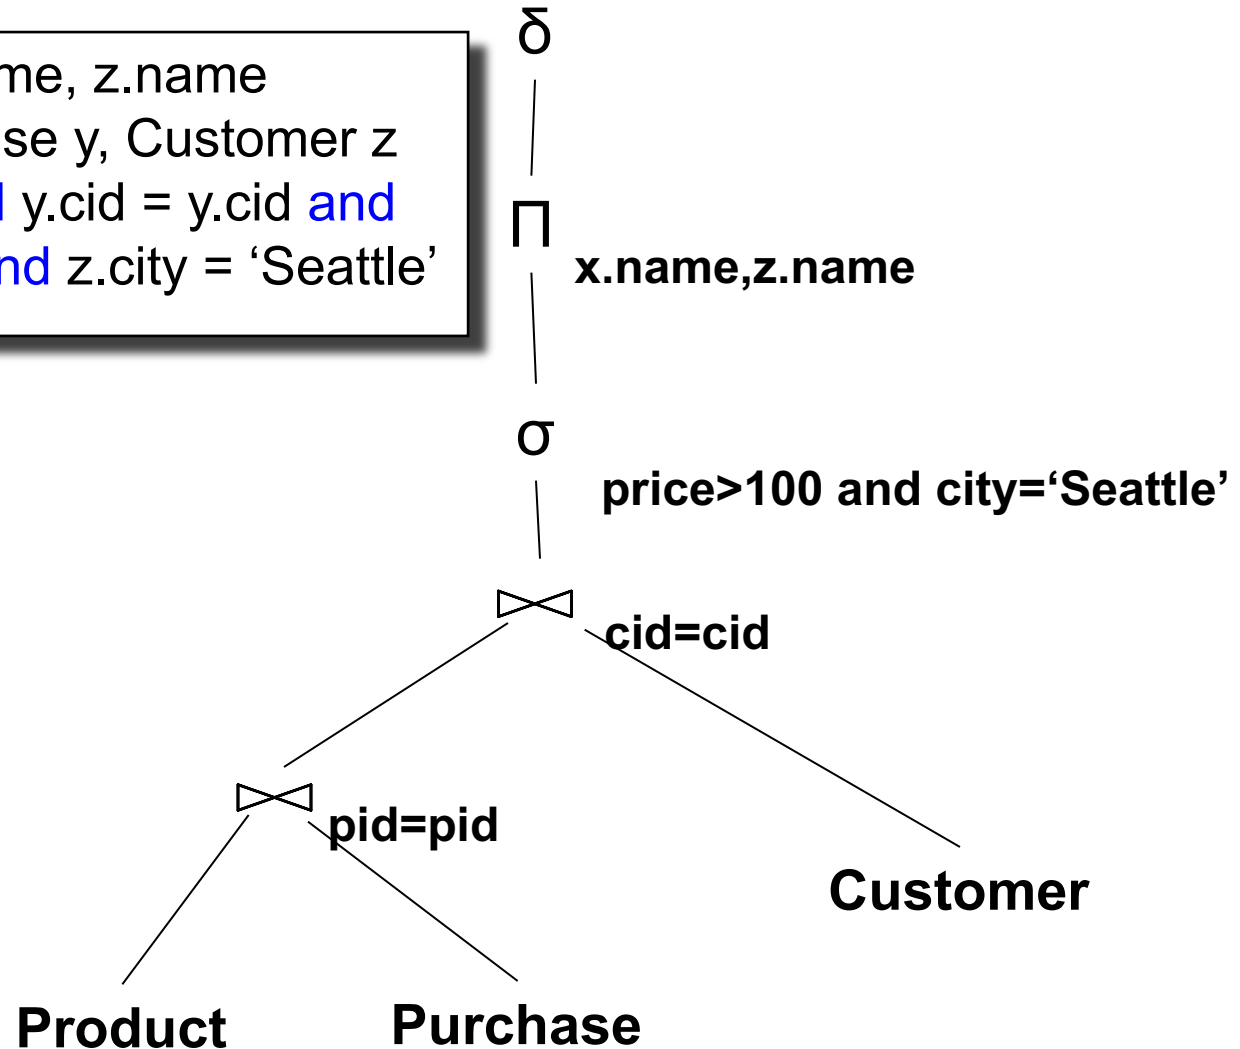 me, z.name
se y, Customer z
y.cid = y.cid and
nd z.city = ‘Seattle’
δ
Π
x.name,z.name
σ
price>100 and city=‘Seattle’
cid=cid
pid=pid
Customer
Product
Purchase